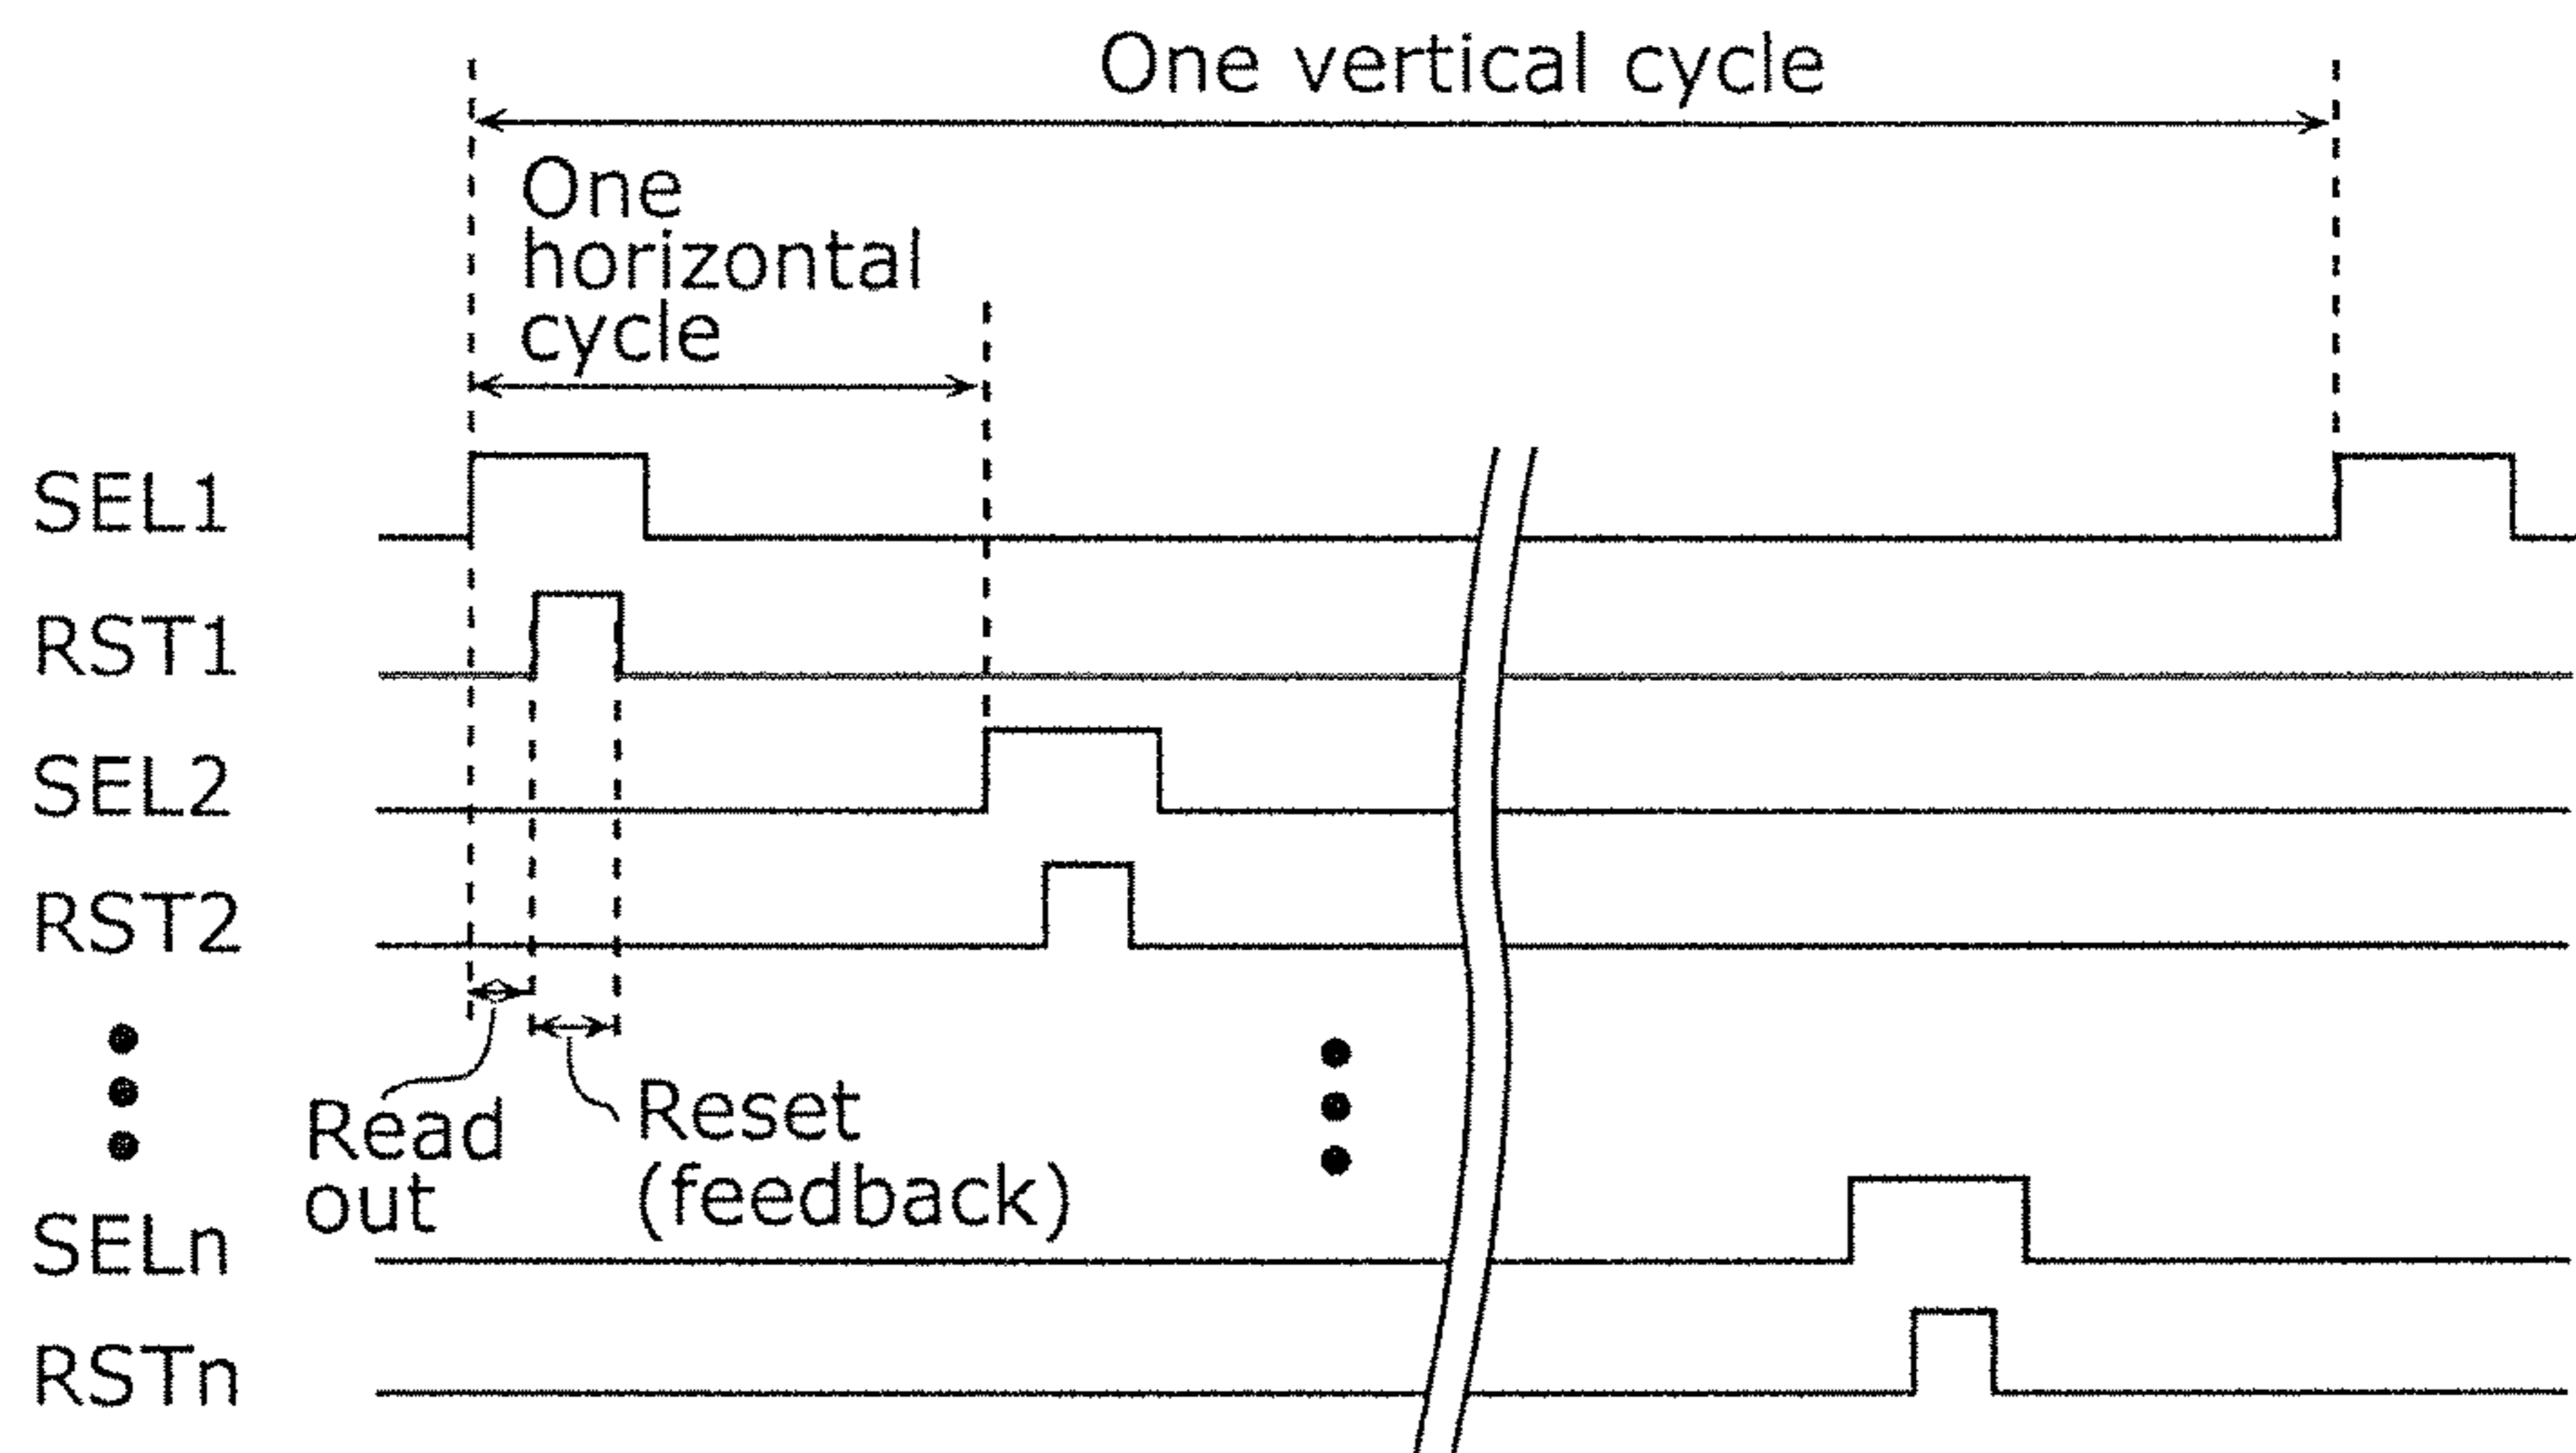 One vertical cycle
One
horizontal
cycle
SEL1
RST1
SEL2
RST2
Read
out
Reset
(feedback)
SELn
RSTn